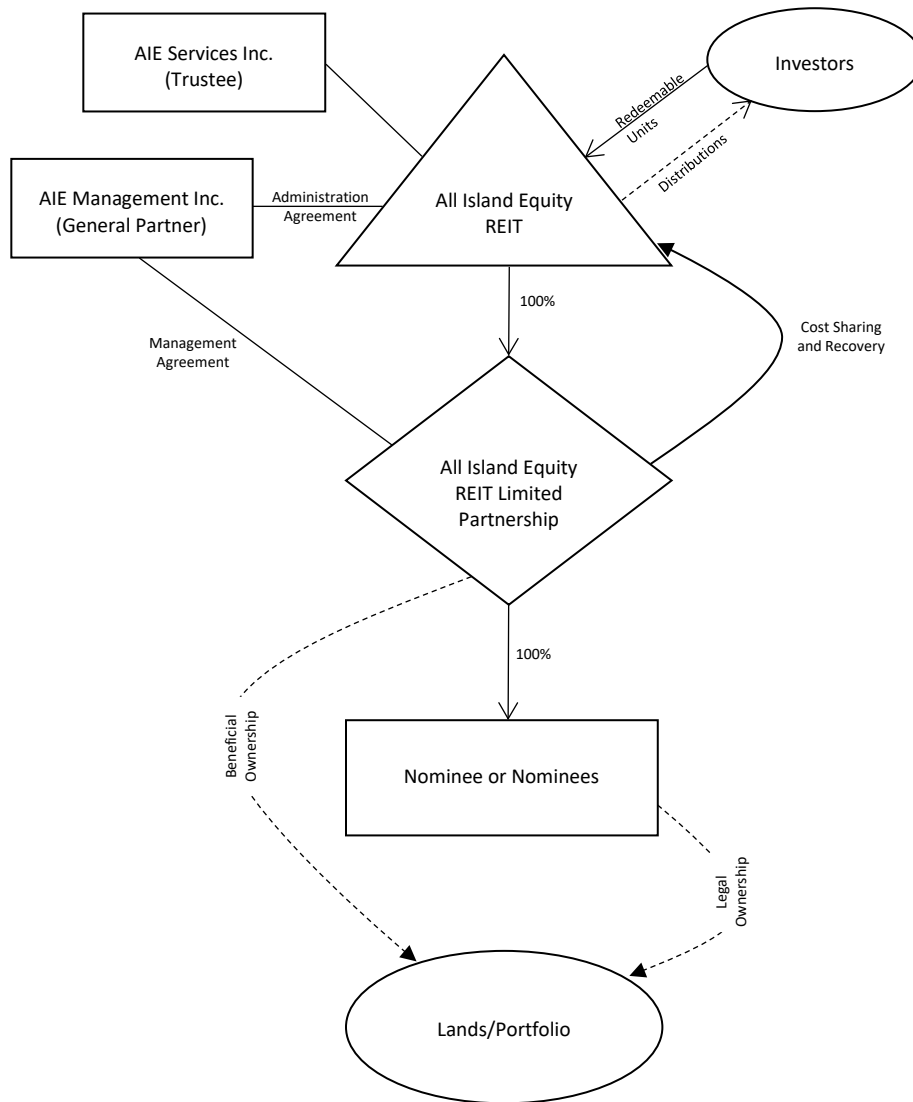 AIE Services Inc.
(Trustee)
Investors
Redeemable
Units
Distributions
AIE Management Inc.
(General Partner)
Administration
Agreement
All Island Equity
REIT
100%
Cost Sharing
and Recovery
Management
Agreement
All Island Equity
REIT Limited
Partnership
100%
Beneficial
Ownership
Nominee or Nominees
Legal
Ownership
Lands/Portfolio